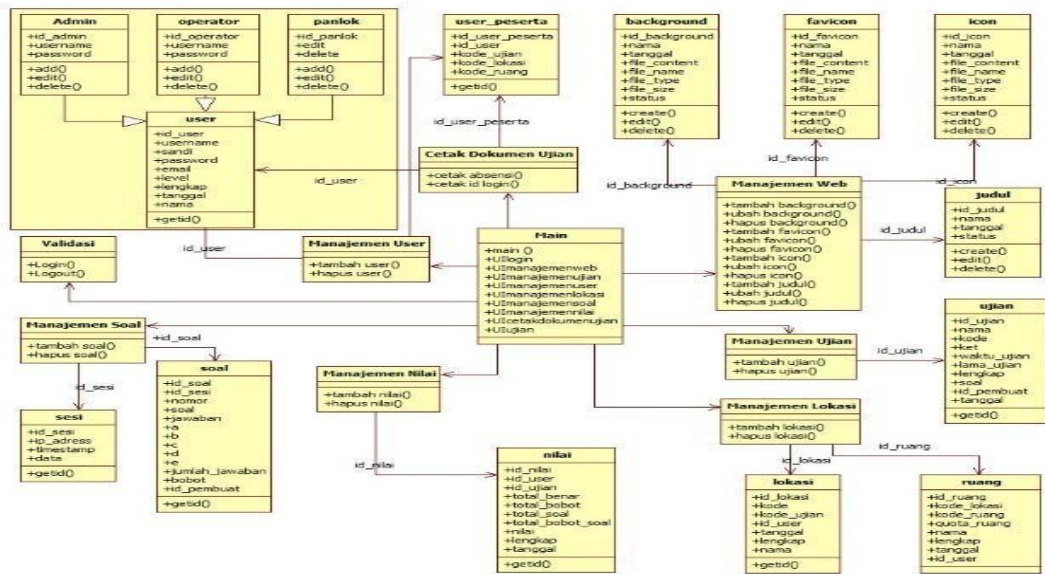 Admin
+id_admin
+username
+password
+add()
+edit()
+delete()
operator
+id_operator
+username
+password
+add()
+edit()
+delete()
panlok
+id_panlok
+edit
+delete
+add()
+edit()
+delete()
user
+id_user
+username
+sandi
+password
+email
+level
+lengkap
+tanggal
+nama
+getid()
user_peserta
+id_user_peserta
+id_user
+kode_ujian
+kode_lokasi
+kode_ruang
+getid()
id_user_peserta
Cetak Dokumen Ujian
+cetak absensi()
+cetak id login()
id_user
background
+id_background
+nama
+tanggal
+file_content
+file_name
+file_type
+file_size
+status
+create()
+edit()
+delete()
favicon
+id_favicon
+nama
+tanggal
+file_content
+file_name
+file_type
+file_size
+status
+create()
+edit()
+delete()
icon
+id_icon
+nama
+tanggal
+file_content
+file_name
+file_type
+file_size
+status
+create()
+edit()
+delete()
id_background
id_favicon
id_icon
Manajemen Web
+tambah background()
+ubah background()
+hapus background()
+tambah favicon()
+ubah favicon()
+hapus favicon()
+tambah icon()
+ubah icon()
+hapus icon()
+tambah judul()
+ubah judul()
+hapus judul()
id_judul
judul
+id_judul
+nama
+tanggal
+status
+create()
+edit()
+delete()
id_user
Validasi
+Login()
+Logout()
Manajemen User
+tambah user()
+hapus user()
Main
+main ()
+UIlogin
+UImanajemenweb
+UImanajemenujian
+UImanajemenuser
+UImanajemenlokasi
+UImanajemensoal
+UImanajemennilai
+UIcetakdokumenujian
+UIujian
Manajemen Soal
+tambah soal()
+hapus soal()
id_soal
id_sesi
sesi
+id_sesi
+ip_adress
+timestamp
+data
+getid()
soal
+id_soal
+id_sesi
+nomor
+soal
+jawaban
+a
+b
+c
+d
+e
+jumlah_jawaban
+bobot
+id_pembuat
+getid()
Manajemen Nilai
+tambah nilai()
+hapus nilai()
id_nilai
nilai
+id_nilai
+id_user
+id_ujian
+total_benar
+total_bobot
+total_soal
+total_bobot_soal
+nilai
+lengkap
+tanggal
+getid()
Manajemen Ujian
+tambah ujian()
+hapus ujian()
id_ujian
ujian
+id_ujian
+nama
+kode
+ket
+waktu_ujian
+lama_ujian
+lengkap
+soal
+id_pembuat
+tanggal
+getid()
Manajemen Lokasi
+tambah lokasi()
+hapus lokasi()
id_lokasi
id_ruang
lokasi
+id_lokasi
+kode
+kode_ujian
+id_user
+tanggal
+lengkap
+nama
+getid()
ruang
+id_ruang
+kode_lokasi
+kode_ruang
+quota_ruang
+nama
+lengkap
+tanggal
+id_user